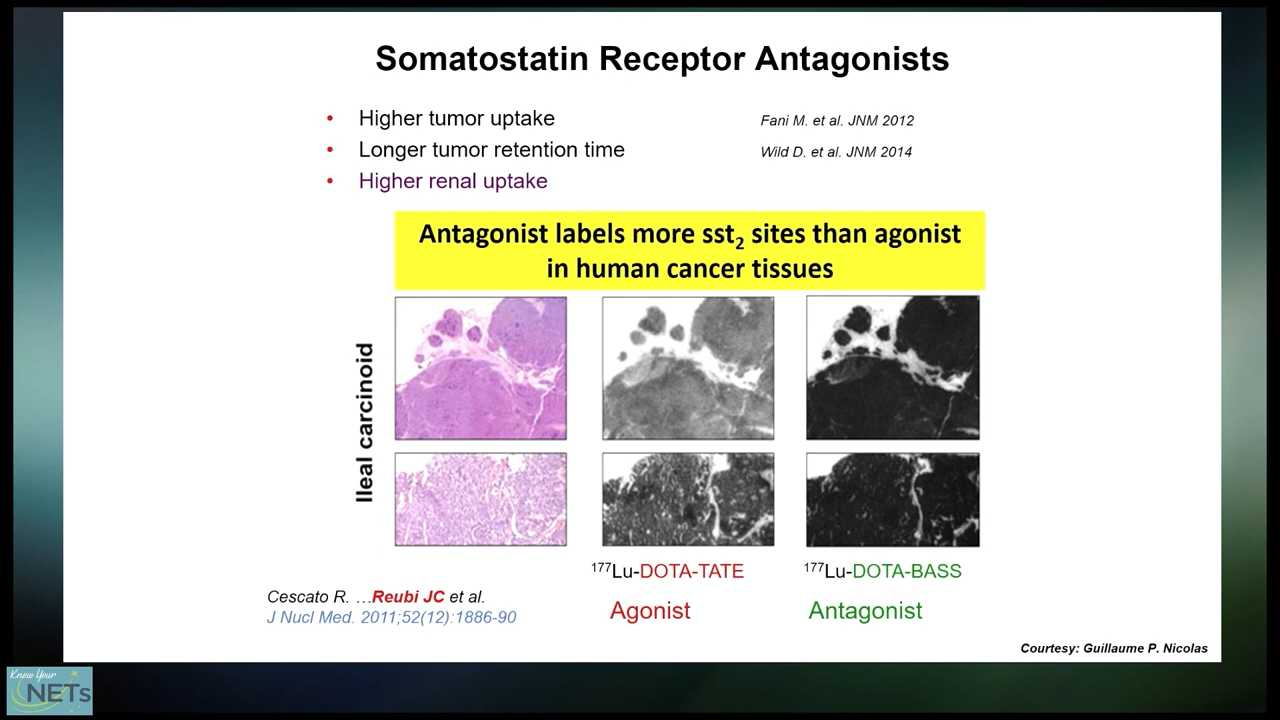 Somatostatin Receptor Antagonists
• Higher tumor uptake
Fani M. et al. JNM 2012
• Longer tumor retention time
Wild D. et al. JNM 2014
• Higher renal uptake
Antagonist labels more sst₂ sites than agonist
in human cancer tissues
Ileal carcinoid
¹⁷⁷Lu-DOTA-TATE
¹⁷⁷Lu-DOTA-BASS
Agonist
Antagonist
Cescato R. …Reubi JC et al.
J Nucl Med. 2011;52(12):1886-90
Courtesy: Guillaume P. Nicolas
Know Your
NETs